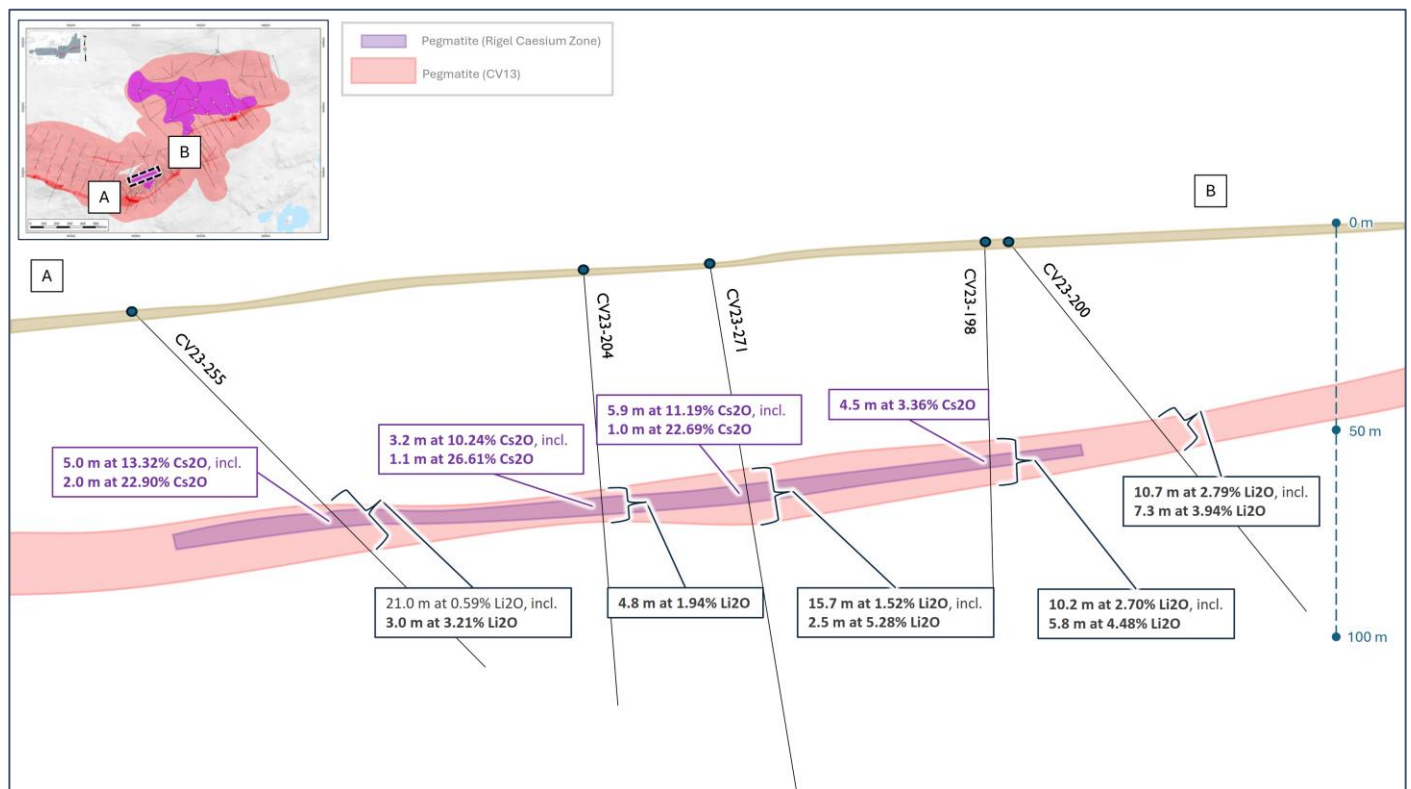 Pegmatite (Rigel Caesium Zone)
Pegmatite (CV13)
B
A
B
A
0 m
50 m
100 m
CV23-255
CV23-204
CV23-271
CV23-198
CV23-200
5.0 m at 13.32% Cs2O, incl.
2.0 m at 22.90% Cs2O
3.2 m at 10.24% Cs2O, incl.
1.1 m at 26.61% Cs2O
5.9 m at 11.19% Cs2O, incl.
1.0 m at 22.69% Cs2O
4.5 m at 3.36% Cs2O
21.0 m at 0.59% Li2O, incl.
3.0 m at 3.21% Li2O
4.8 m at 1.94% Li2O
15.7 m at 1.52% Li2O, incl.
2.5 m at 5.28% Li2O
10.2 m at 2.70% Li2O, incl.
5.8 m at 4.48% Li2O
10.7 m at 2.79% Li2O, incl.
7.3 m at 3.94% Li2O